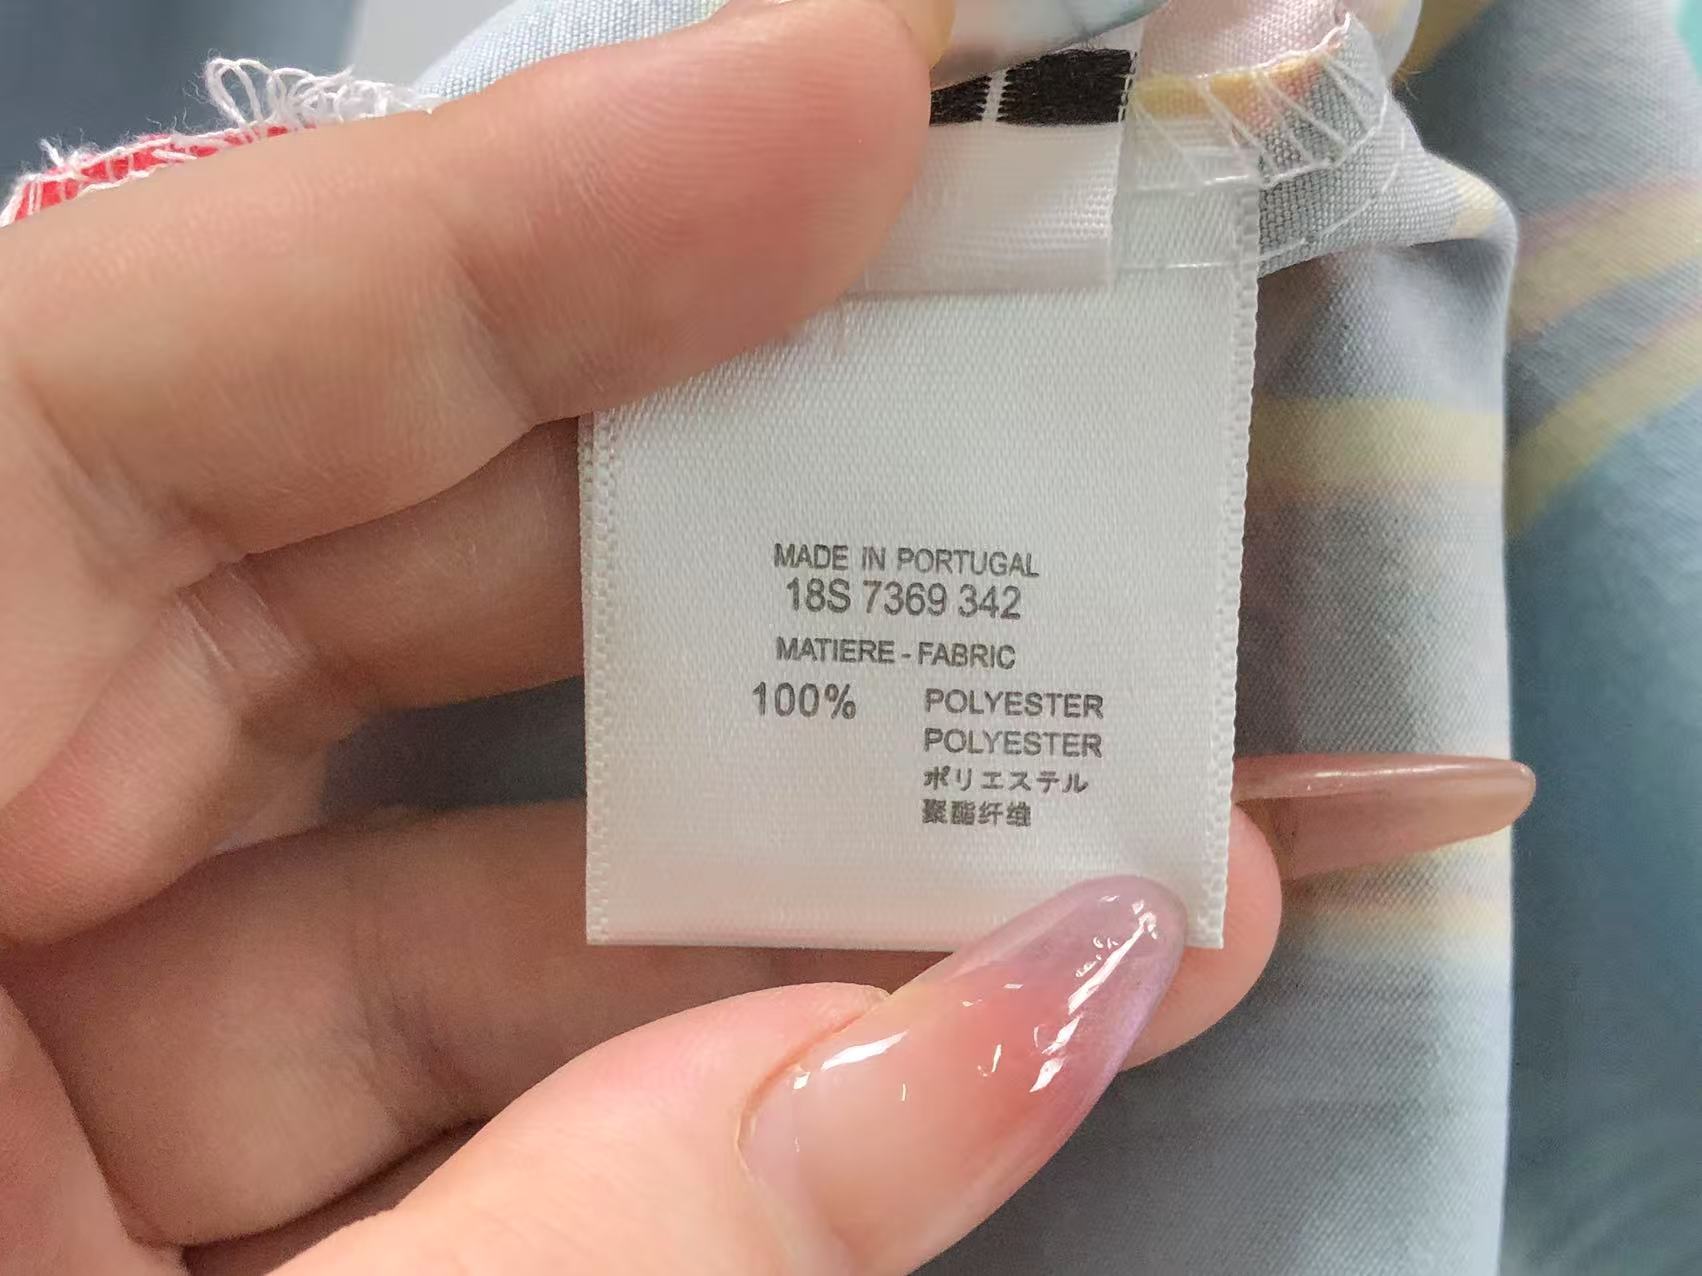 MADE IN PORTUGAL
18S 7369 342
MATIERE - FABRIC
100% POLYESTER
POLYESTER
ポリエステル
聚酯纤维